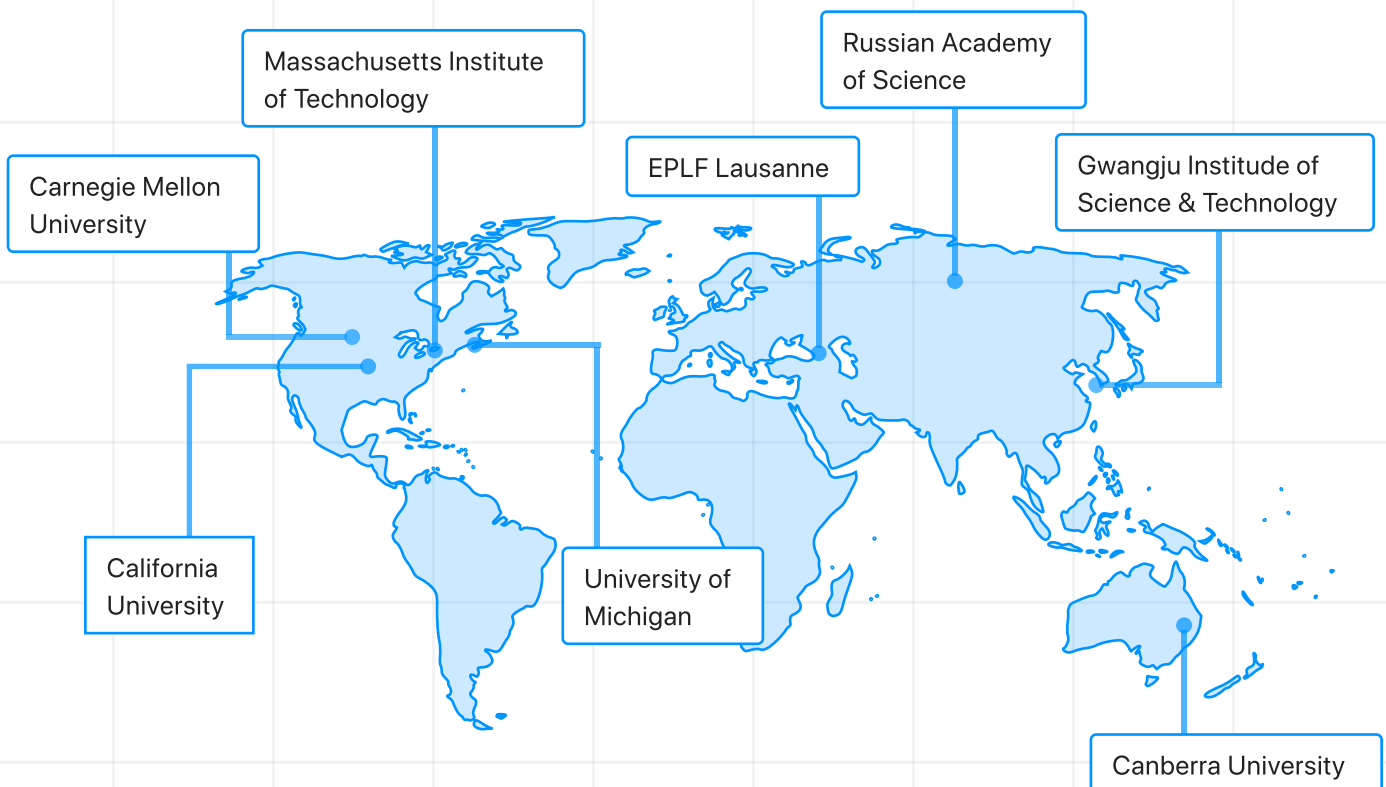 Massachusetts Institute
of Technology
Russian Academy
of Science
Carnegie Mellon
University
EPLF Lausanne
Gwangju Institude of
Science & Technology
California
University
University of
Michigan
Canberra University